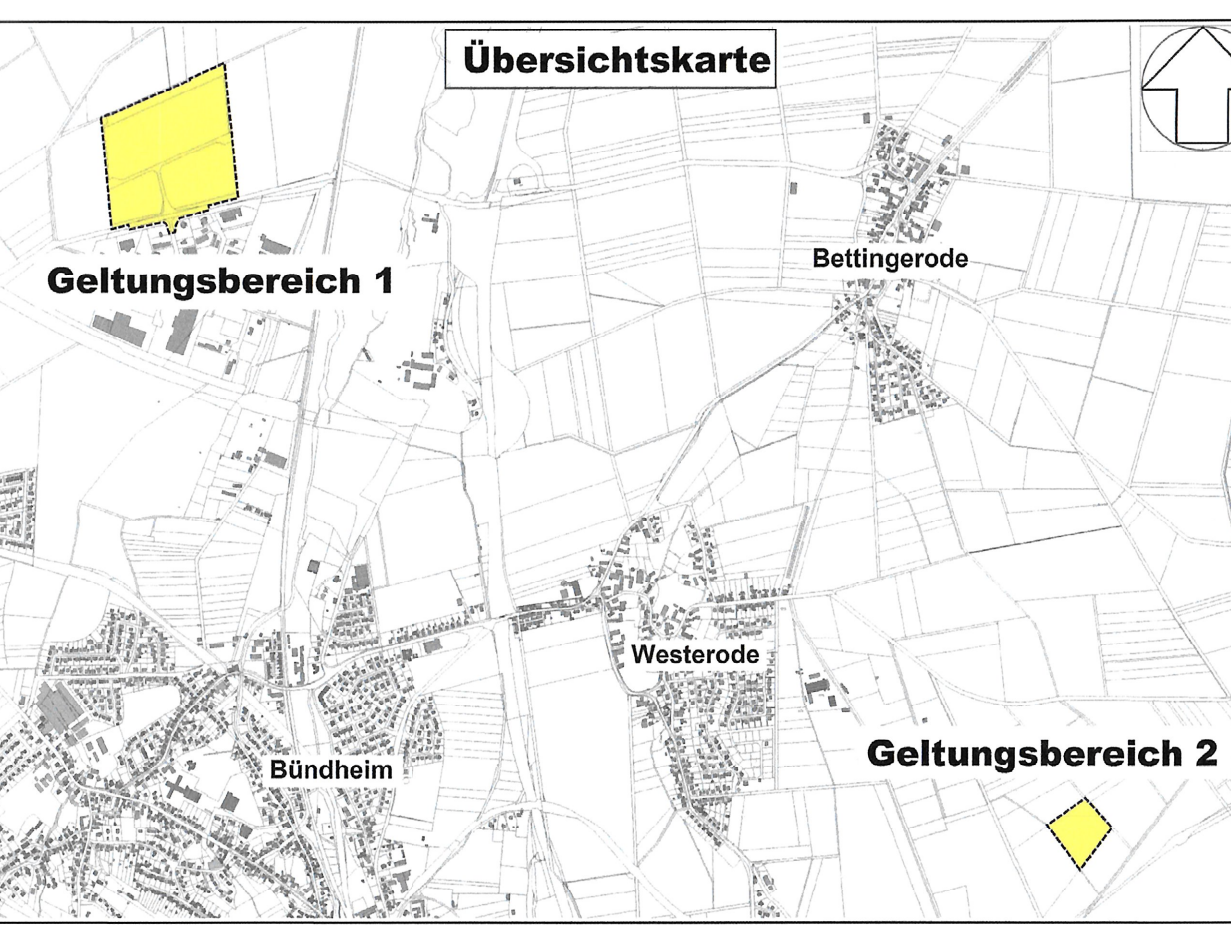 Übersichtskarte
Bettingerode
Geltungsbereich 1
Westerode
Geltungsbereich 2
Bündheim